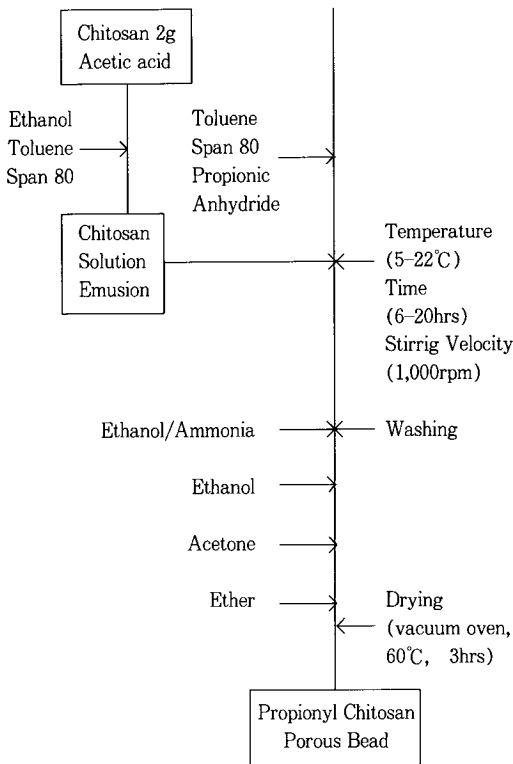 Chitosan 2g
Acetic acid
Ethanol
Toluene
Span 80
Toluene
Span 80
Propionic
Anhydride
Chitosan
Solution
Emusion
Temperature
(5-22℃)
Time
(6-20hrs)
Stirrig Velocity
(1,000rpm)
Ethanol/Ammonia
Washing
Ethanol
Acetone
Ether
Drying
(vacuum oven,
60℃, 3hrs)
Propionyl Chitosan
Porous Bead